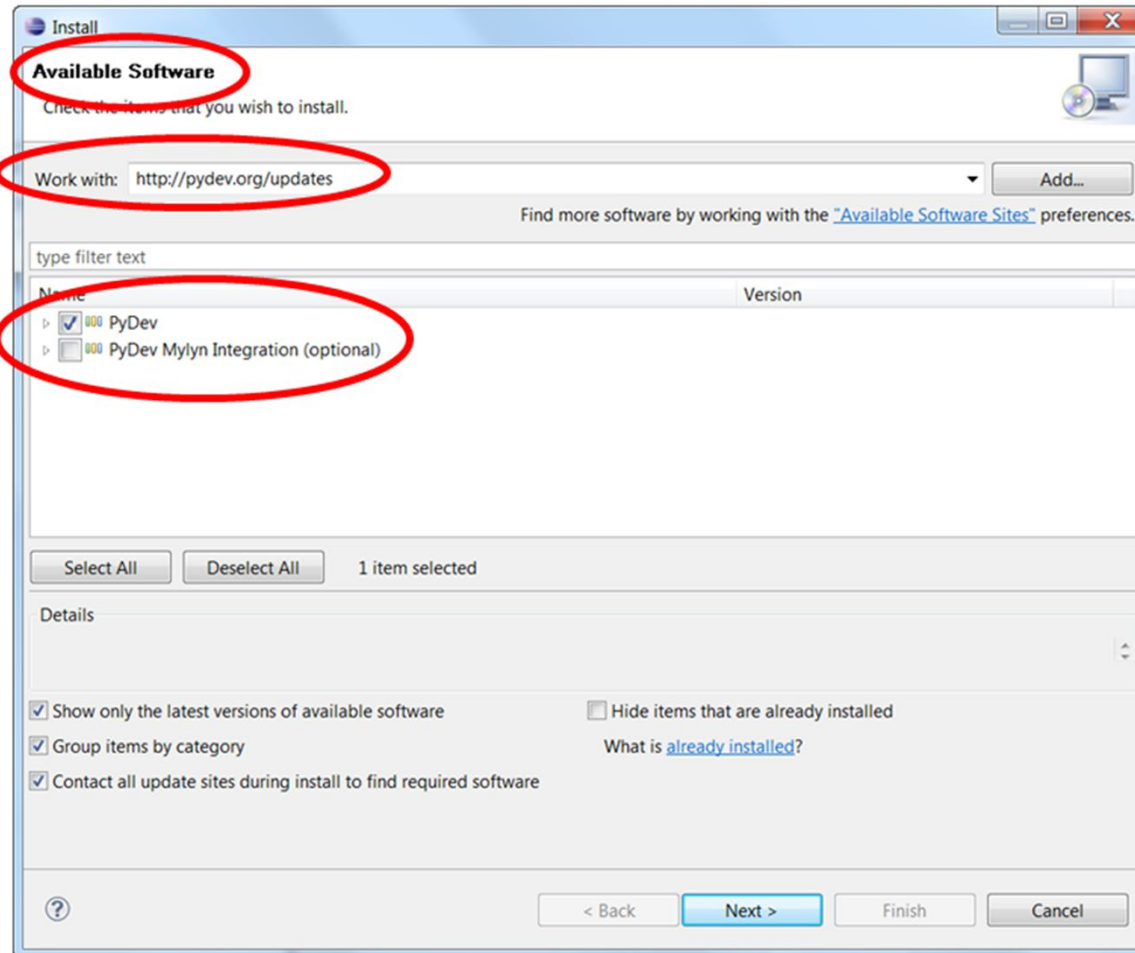 Install
Available Software
Check the items that you wish to install.
Work with: http://pydev.org/updates Add...
Find more software by working with the "Available Software Sites" preferences.
type filter text
Name Version
PyDev
PyDev Mylyn Integration (optional)
Select All Deselect All 1 item selected
Details
Show only the latest versions of available software Hide items that are already installed
Group items by category What is already installed?
Contact all update sites during install to find required software
? < Back Next > Finish Cancel